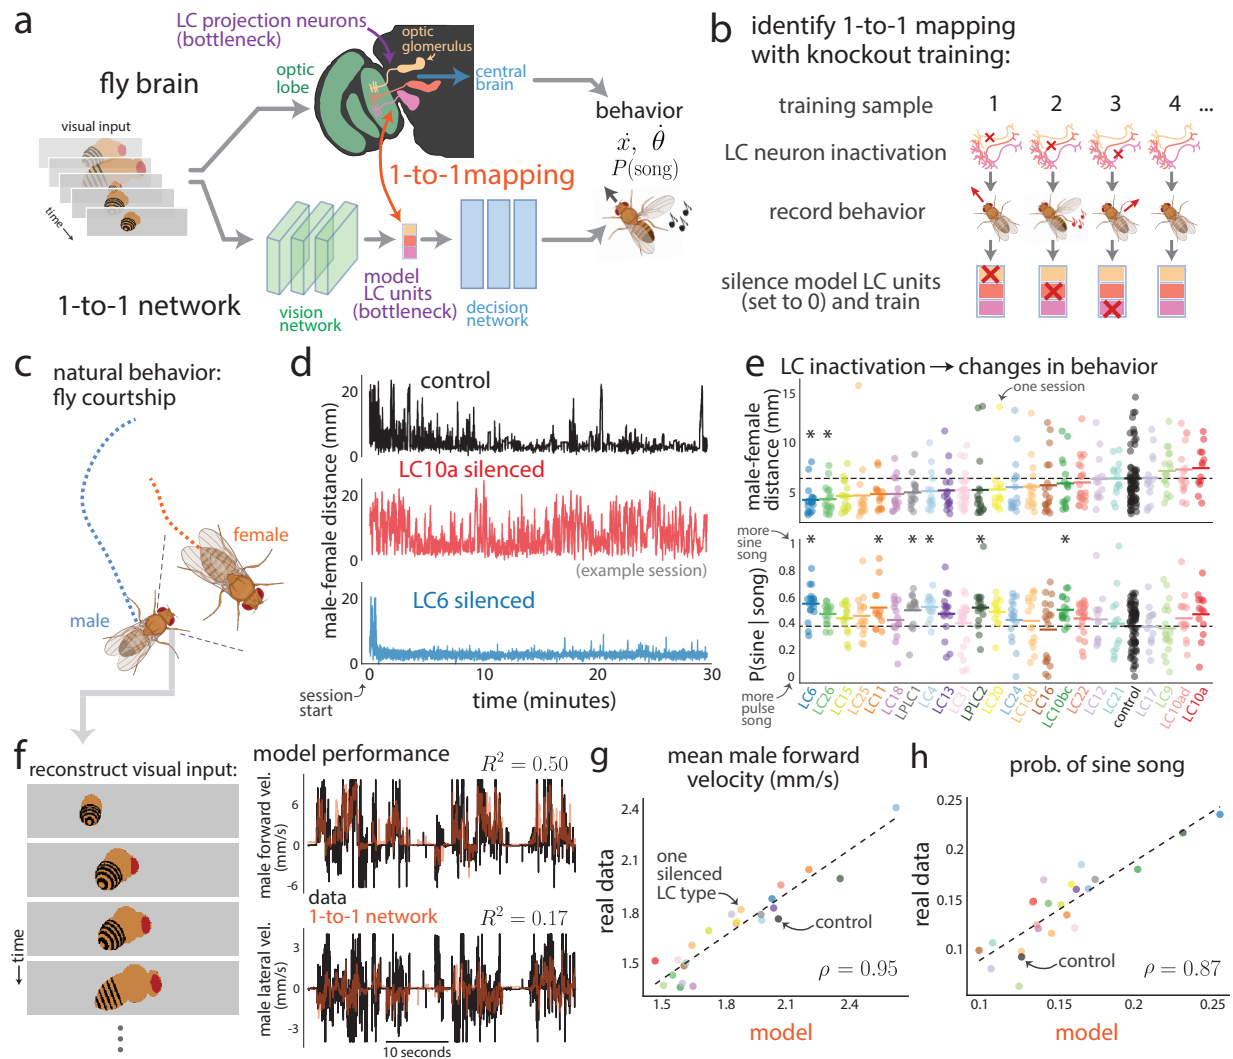 a
LC projection neurons
(bottleneck)
optic
glomerulus
optic
lobe
central
brain
fly brain
visual input
time
behavior
ẋ, θ̇
P(song)
1-to-1 mapping
1-to-1 network
vision
network
model
LC units
(bottleneck)
decision
network
b
identify 1-to-1 mapping
with knockout training:
training sample
1 2 3 4 ...
LC neuron inactivation
record behavior
silence model LC units
(set to 0) and train
c
natural behavior:
fly courtship
female
male
d
male-female distance (mm)
control
20
0
LC10a silenced
20
0
(example session)
LC6 silenced
20
0
0 10 20 30
session
start
time (minutes)
e
LC inactivation → changes in behavior
one session
male-female
distance (mm)
15
10
5
* *
more
sine
song
P(sine | song)
1
0.8
0.6
0.4
0.2
0
* * * * * *
more
pulse
song
LC6
LC26
LC15
LC25
LC11
LC18
LPLC1
LC4
LC13
LC31
LPLC2
LC20
LC24
LC10d
LC16
LC10bc
LC22
LC12
LC21
control
LC17
LC9
LC10ad
LC10a
f
reconstruct visual input:
time
model performance
R² = 0.50
male forward vel.
(mm/s)
6
0
-6
data
1-to-1 network
R² = 0.17
male lateral vel.
(mm/s)
3
0
-3
10 seconds
g
mean male forward
velocity (mm/s)
real data
2.4
2.1
1.8
1.5
one
silenced
LC type
control
ρ = 0.95
1.5 1.8 2.1 2.4
model
h
prob. of sine song
real data
0.25
0.2
0.15
0.1
control
ρ = 0.87
0.1 0.15 0.2 0.25
model